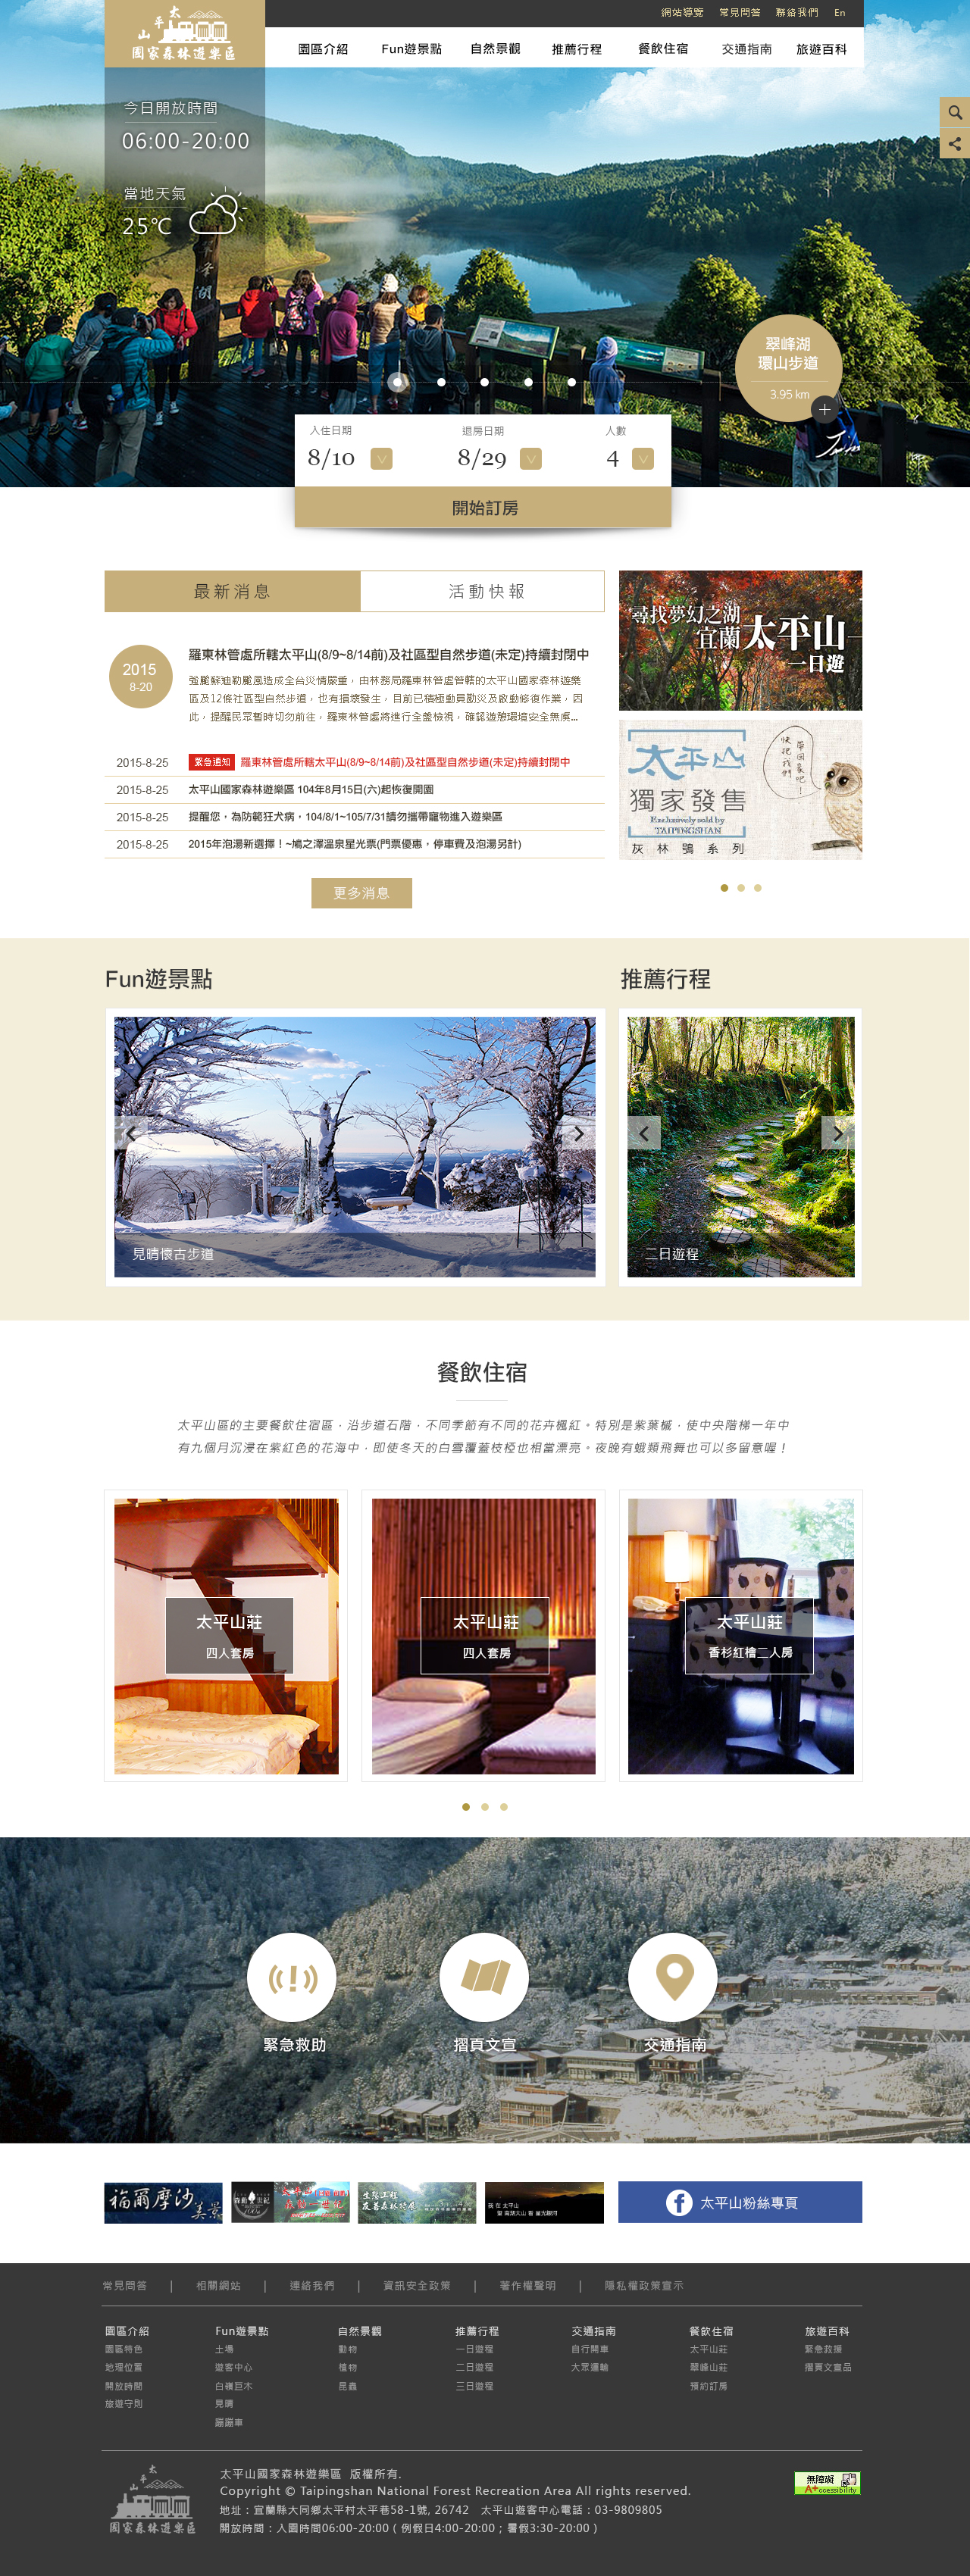 太平山
國家森林遊樂區
網站導覽 常見問答 聯絡我們 En
園區介紹 Fun遊景點 自然景觀 推薦行程 餐飲住宿 交通指南 旅遊百科
今日開放時間
06:00-20:00
當地天氣
25℃
翠峰湖
環山步道
3.95 km
入住日期 退房日期 人數
8/10 8/29 4
開始訂房
最新消息 活動快報
2015
8-20
羅東林管處所轄太平山(8/9~8/14前)及社區型自然步道(未定)持續封閉中
強颱蘇迪勒颱風造成全台災情嚴重，由林務局羅東林管處管轄的太平山國家森林遊樂
區及12條社區型自然步道，也有損壞發生，目前已積極動員勘災及啟動修復作業，因
此，提醒民眾暫時切勿前往，羅東林管處將進行全盤檢視，確認遊憩環境安全無虞...
2015-8-25 緊急通知 羅東林管處所轄太平山(8/9~8/14前)及社區型自然步道(未定)持續封閉中
2015-8-25 太平山國家森林遊樂區 104年8月15日(六)起恢復開園
2015-8-25 提醒您，為防範狂犬病，104/8/1~105/7/31請勿攜帶寵物進入遊樂區
2015-8-25 2015年泡湯新選擇！~鳩之澤溫泉星光票(門票優惠，停車費及泡湯另計)
更多消息
尋找夢幻之湖
宜蘭太平山
一日遊
太平山
獨家發售
Exclusively sold by
TAIPINGSHAN
灰林鴞系列
帶回家吧!
快把我們
Fun遊景點 推薦行程
見晴懷古步道
二日遊程
餐飲住宿
太平山區的主要餐飲住宿區，沿步道石階，不同季節有不同的花卉楓紅。特別是紫葉槭，使中央階梯一年中
有九個月沉浸在紫紅色的花海中，即使冬天的白雪覆蓋枝椏也相當漂亮。夜晚有蛾類飛舞也可以多留意喔！
太平山莊
四人套房
太平山莊
四人套房
太平山莊
香杉紅檜二人房
緊急救助 摺頁文宣 交通指南
福爾摩沙美景
生態工程
友善森林特展
我在太平山
太平山粉絲專頁
常見問答 | 相關網站 | 連絡我們 | 資訊安全政策 | 著作權聲明 | 隱私權政策宣示
園區介紹 Fun遊景點 自然景觀 推薦行程 交通指南 餐飲住宿 旅遊百科
園區特色 土場 動物 一日遊程 自行開車 太平山莊 緊急救援
地理位置 遊客中心 植物 二日遊程 大眾運輸 翠峰山莊 摺頁文宣品
開放時間 白嶺巨木 昆蟲 三日遊程 預約訂房
旅遊守則 見晴
蹦蹦車
太平山
國家森林遊樂區
太平山國家森林遊樂區 版權所有.
Copyright © Taipingshan National Forest Recreation Area All rights reserved.
地址：宜蘭縣大同鄉太平村太平巷58-1號, 26742 太平山遊客中心電話：03-9809805
開放時間：入園時間06:00-20:00 ( 例假日4:00-20:00；暑假3:30-20:00 )
無障礙
A+ccessibility